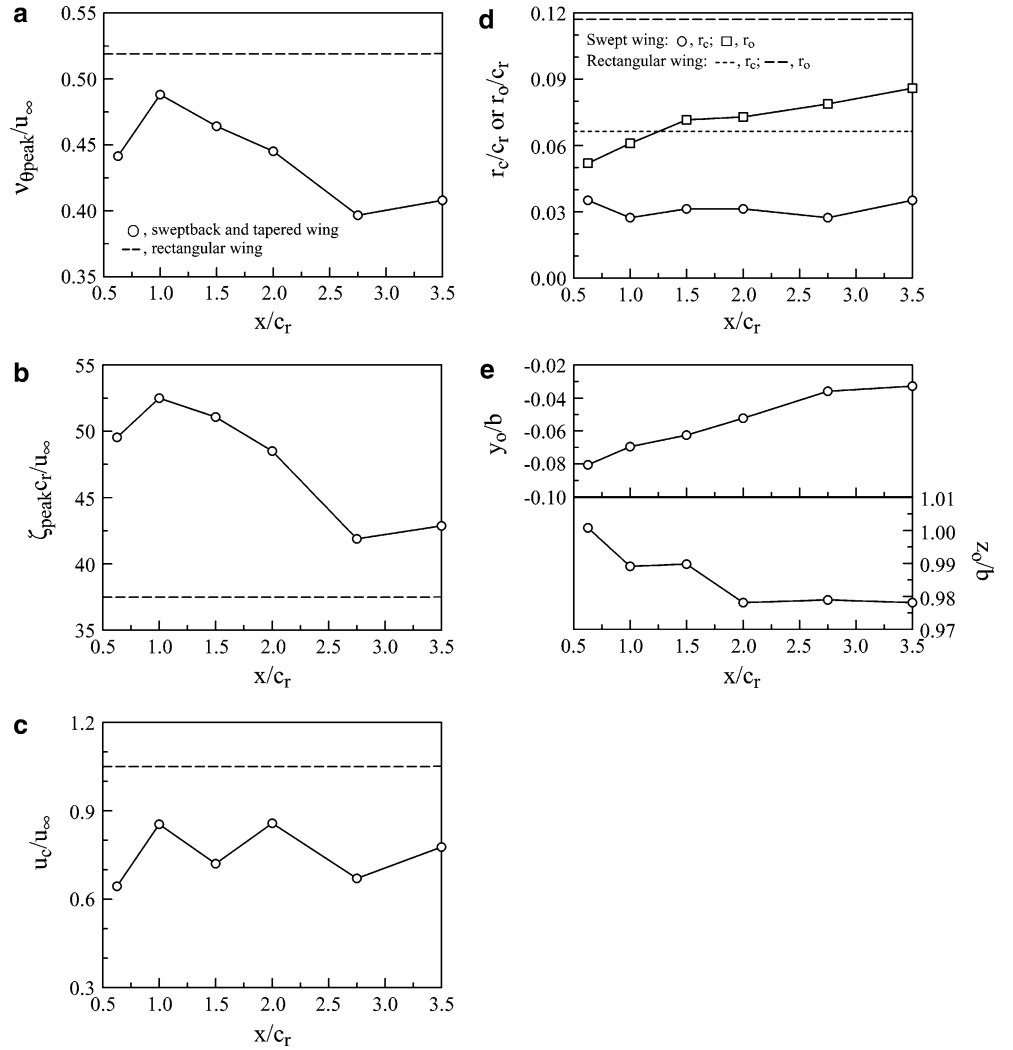 a
0.55
0.50
0.45
0.40
0.35
vθpeak/u∞
○, sweptback and tapered wing
---, rectangular wing
0.5 1.0 1.5 2.0 2.5 3.0 3.5
x/cr
b
55
51
47
43
40
35
ζpeakcr/u∞
0.5 1.0 1.5 2.0 2.5 3.0 3.5
x/cr
c
1.2
0.9
0.6
0.3
uc/u∞
0.5 1.0 1.5 2.0 2.5 3.0 3.5
x/cr
d
0.12
0.09
0.06
0.03
0.00
rc/cr or ro/cr
Swept wing: ○, rc; □, ro
Rectangular wing: ----, rc; — —, ro
0.5 1.0 1.5 2.0 2.5 3.0 3.5
x/cr
e
-0.02
-0.04
-0.06
-0.08
-0.10
yo/b
1.01
1.00
0.99
0.98
0.97
zo/b
0.5 1.0 1.5 2.0 2.5 3.0 3.5
x/cr